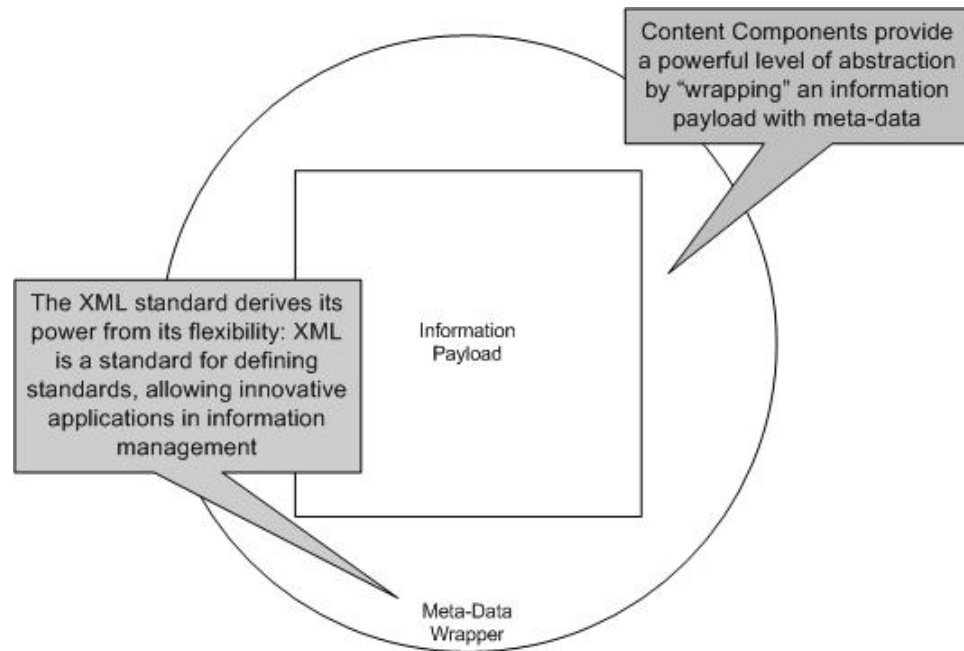 Content Components provide
a powerful level of abstraction
by “wrapping” an information
payload with meta-data
The XML standard derives its
power from its flexibility: XML
is a standard for defining
standards, allowing innovative
applications in information
management
Information
Payload
Meta-Data
Wrapper